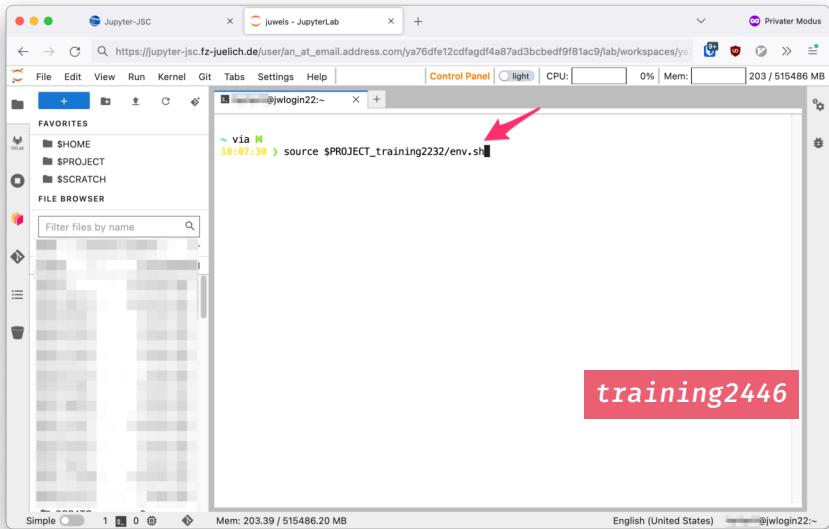 Jupyter-JSC
juwels - JupyterLab
Privater Modus
https://jupyter-jsc.fz-juelich.de/user/an_at_email.address.com/ya76dfe12cdfagdf4a87ad3bcbedf9f81ac9/lab/workspaces/ya
9+
File Edit View Run Kernel Git Tabs Settings Help
Control Panel light CPU: 0% Mem: 203 / 515486 MB
@jwlogin22:~
FAVORITES
$HOME
$PROJECT
$SCRATCH
FILE BROWSER
Filter files by name
~ via
10:07:30 ❯ source $PROJECT_training2232/env.sh
training2446
Simple 1 0 Mem: 203.39 / 515486.20 MB English (United States) @jwlogin22:~